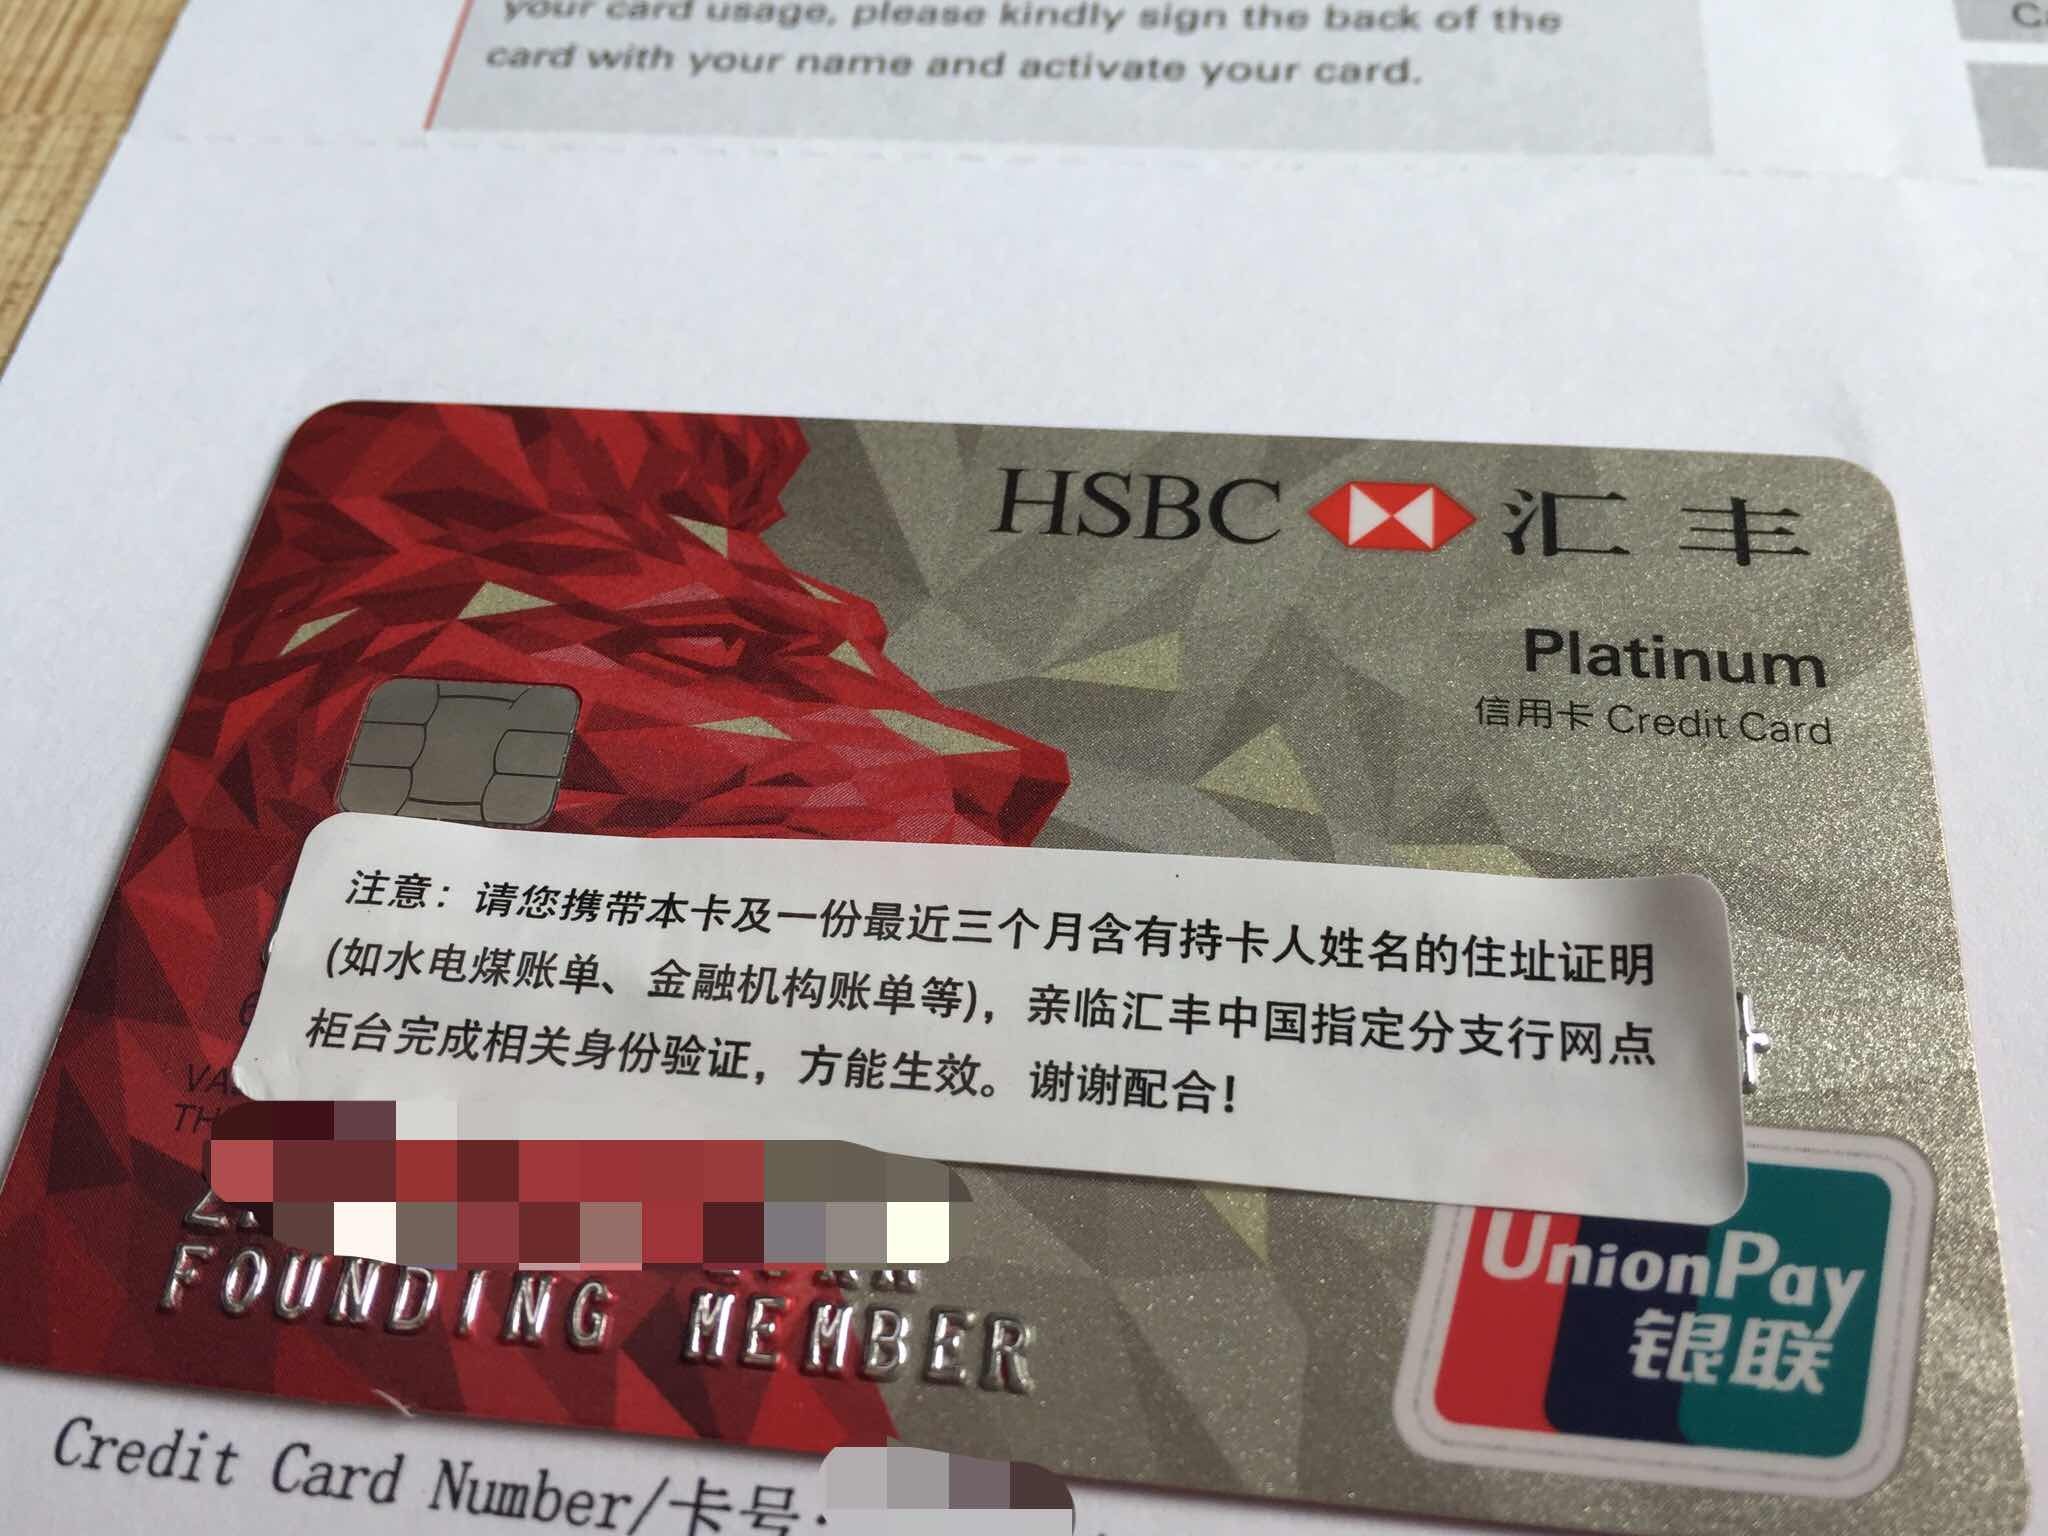 your card usage, please kindly sign the back of the
card with your name and activate your card.
HSBC 汇丰
Platinum
信用卡 Credit Card
注意：请您携带本卡及一份最近三个月含有持卡人姓名的住址证明
(如水电煤账单、金融机构账单等)，亲临汇丰中国指定分支行网点
柜台完成相关身份验证，方能生效。谢谢配合！
FOUNDING MEMBER
UnionPay
银联
Credit Card Number/卡号: